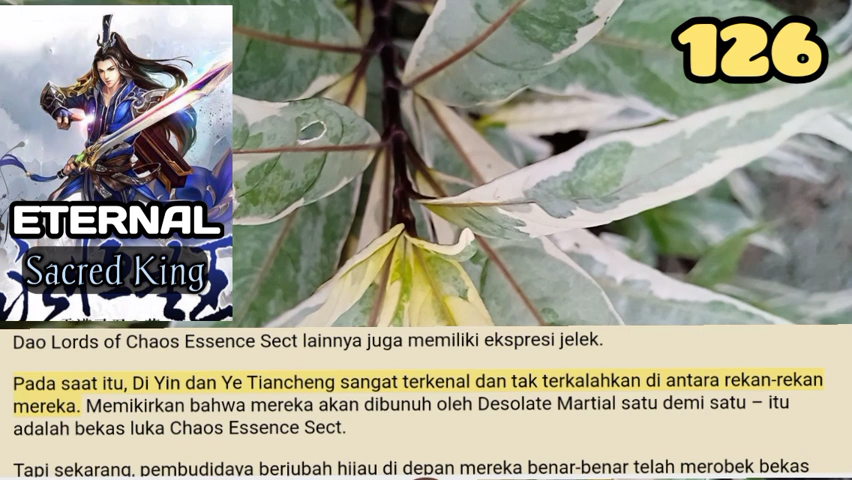 126
ETERNAL
Sacred King
Dao Lords of Chaos Essence Sect lainnya juga memiliki ekspresi jelek.
Pada saat itu, Di Yin dan Ye Tiancheng sangat terkenal dan tak terkalahkan di antara rekan-rekan
mereka. Memikirkan bahwa mereka akan dibunuh oleh Desolate Martial satu demi satu – itu
adalah bekas luka Chaos Essence Sect.
Tapi sekarang, pembudidaya berjubah hijau di depan mereka benar-benar telah merobek bekas